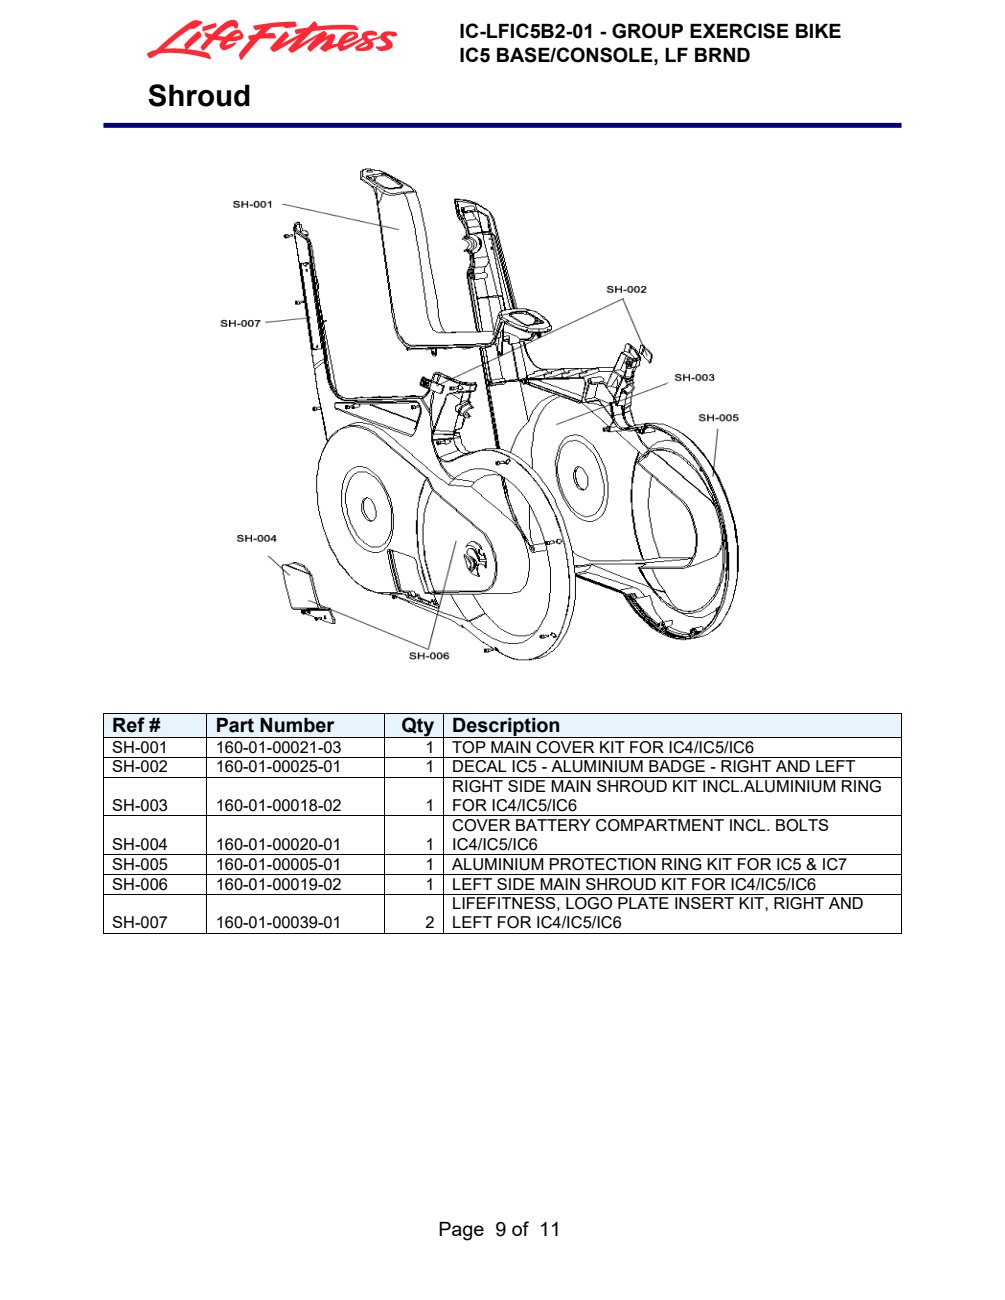 Life Fitness
IC-LFIC5B2-01 - GROUP EXERCISE BIKE
IC5 BASE/CONSOLE, LF BRND
Shroud
SH-001
SH-002
SH-007
SH-003
SH-005
SH-004
SH-006
Ref # Part Number Qty Description
SH-001 160-01-00021-03 1 TOP MAIN COVER KIT FOR IC4/IC5/IC6
SH-002 160-01-00025-01 1 DECAL IC5 - ALUMINIUM BADGE - RIGHT AND LEFT
RIGHT SIDE MAIN SHROUD KIT INCL.ALUMINIUM RING
SH-003 160-01-00018-02 1 FOR IC4/IC5/IC6
COVER BATTERY COMPARTMENT INCL. BOLTS
SH-004 160-01-00020-01 1 IC4/IC5/IC6
SH-005 160-01-00005-01 1 ALUMINIUM PROTECTION RING KIT FOR IC5 & IC7
SH-006 160-01-00019-02 1 LEFT SIDE MAIN SHROUD KIT FOR IC4/IC5/IC6
LIFEFITNESS, LOGO PLATE INSERT KIT, RIGHT AND
SH-007 160-01-00039-01 2 LEFT FOR IC4/IC5/IC6
Page 9 of 11